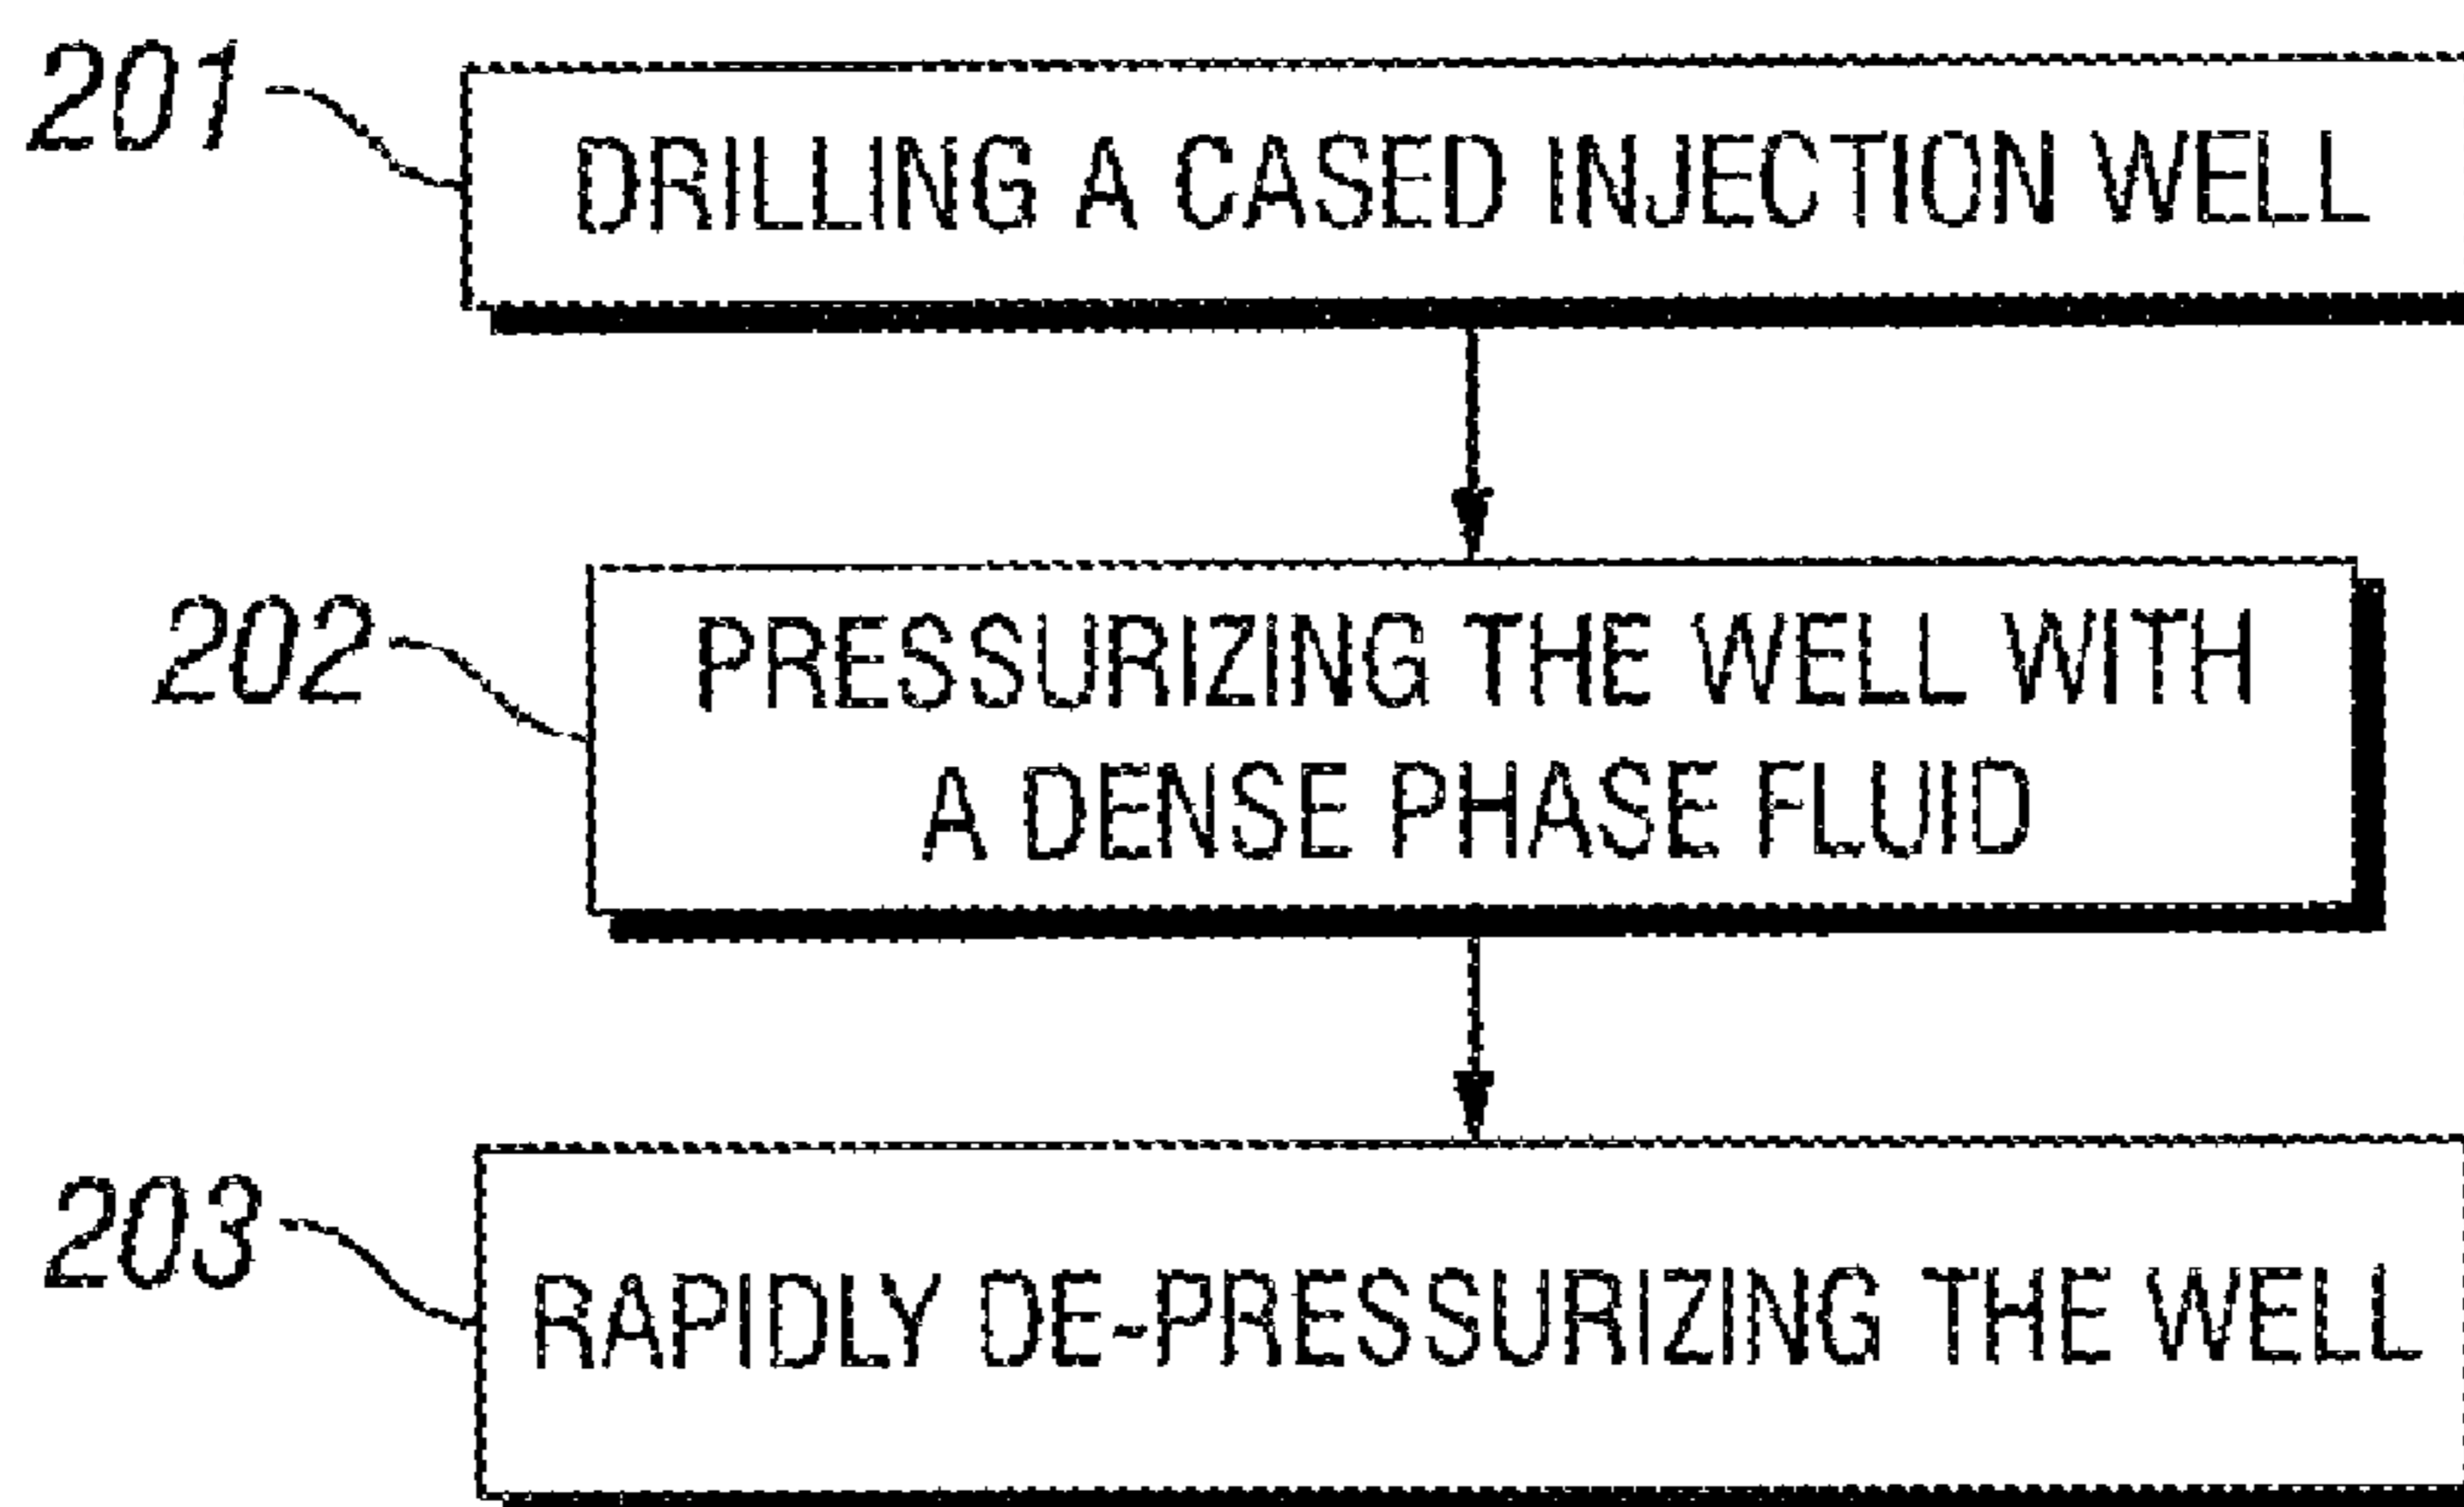 201
DRILLING A CASED INJECTION WELL
202
PRESSURIZING THE WELL WITH
A DENSE PHASE FLUID
203
RAPIDLY DE-PRESSURIZING THE WELL